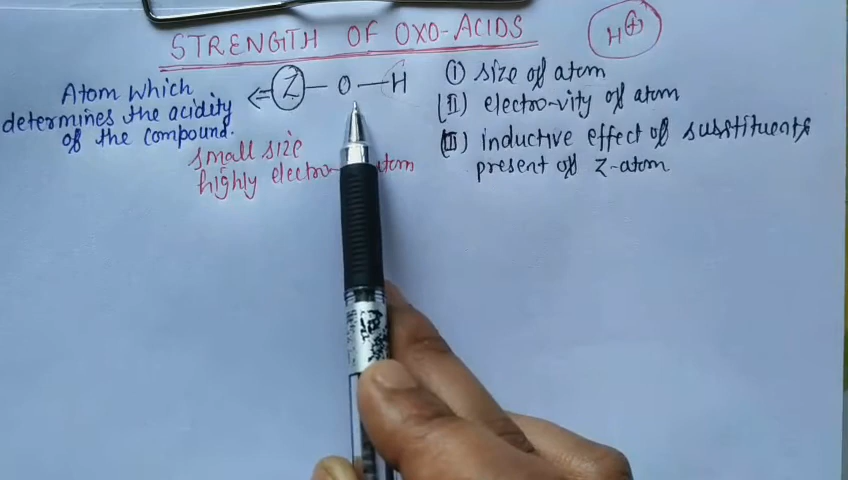 STRENGTH OF OXO-ACIDS
H⊕
Atom which
determines the acidity
of the compound.
⇐ Z – O – H
small size
highly electro- atom
(I) size of atom
(II) electro-vity of atom
(III) inductive effect of substituents
present of Z-atom